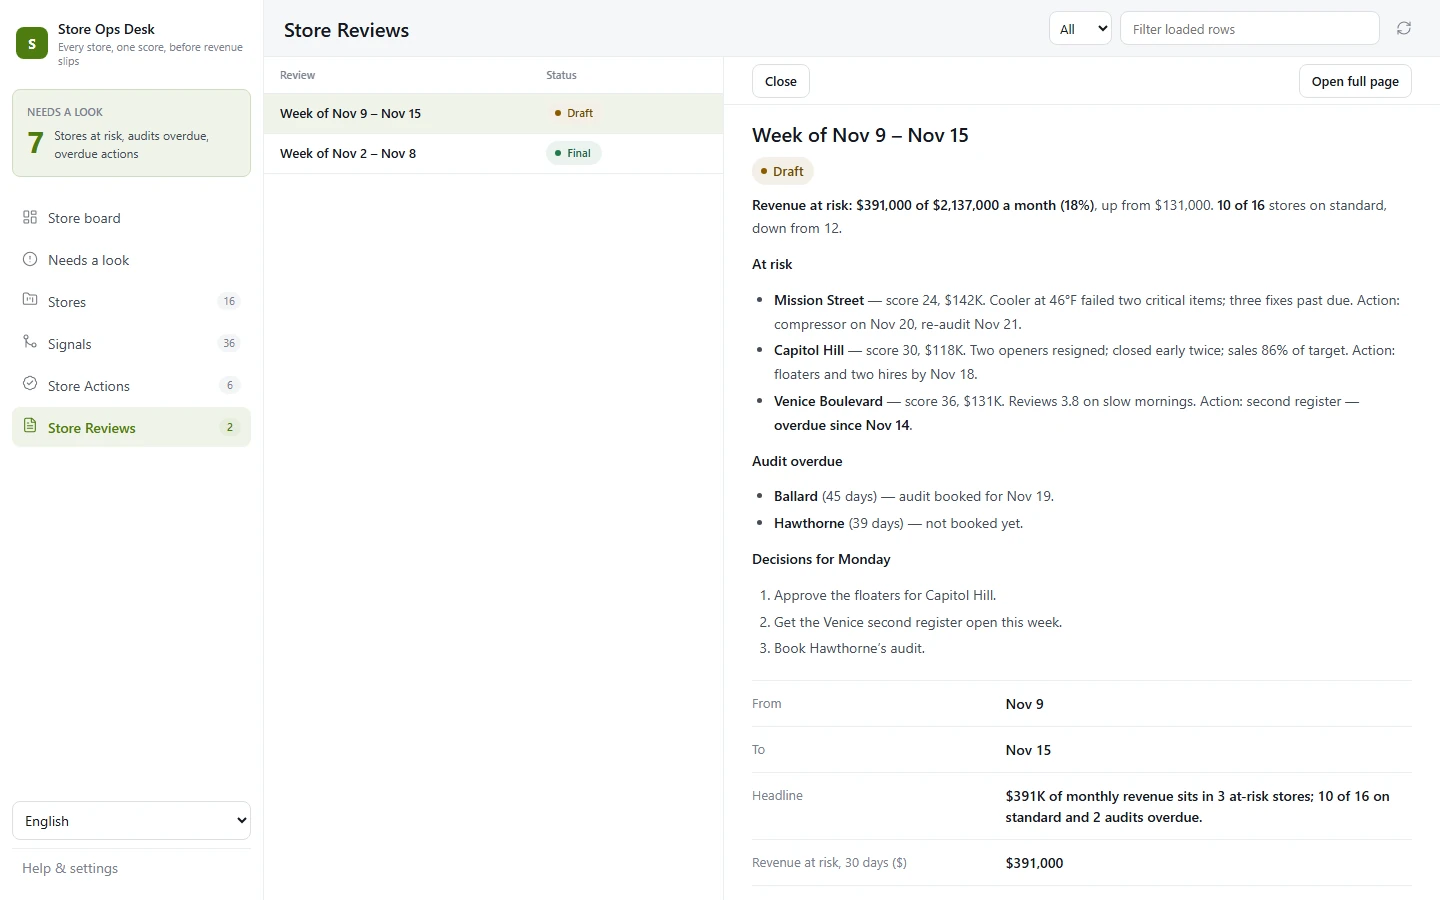 S
Store Ops Desk
Every store, one score, before revenue
slips
NEEDS A LOOK
7
Stores at risk, audits overdue,
overdue actions
Store board
Needs a look
Stores 16
Signals 36
Store Actions 6
Store Reviews 2
English
Help & settings
Store Reviews
All
Filter loaded rows
Review Status
Week of Nov 9 – Nov 15 Draft
Week of Nov 2 – Nov 8 Final
Close
Open full page
Week of Nov 9 – Nov 15
Draft
Revenue at risk: $391,000 of $2,137,000 a month (18%), up from $131,000. 10 of 16 stores on standard,
down from 12.
At risk
• Mission Street — score 24, $142K. Cooler at 46°F failed two critical items; three fixes past due. Action:
compressor on Nov 20, re-audit Nov 21.
• Capitol Hill — score 30, $118K. Two openers resigned; closed early twice; sales 86% of target. Action:
floaters and two hires by Nov 18.
• Venice Boulevard — score 36, $131K. Reviews 3.8 on slow mornings. Action: second register —
overdue since Nov 14.
Audit overdue
• Ballard (45 days) — audit booked for Nov 19.
• Hawthorne (39 days) — not booked yet.
Decisions for Monday
1. Approve the floaters for Capitol Hill.
2. Get the Venice second register open this week.
3. Book Hawthorne's audit.
From Nov 9
To Nov 15
Headline $391K of monthly revenue sits in 3 at-risk stores; 10 of 16 on
standard and 2 audits overdue.
Revenue at risk, 30 days ($) $391,000